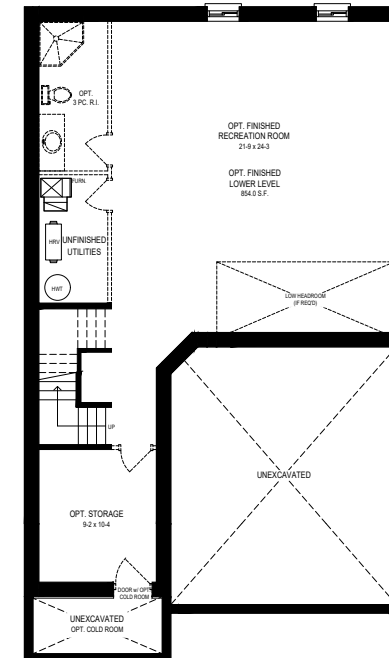 OPT.
3 PC. R.I.
OPT. FINISHED
RECREATION ROOM
21-9 x 24-3
OPT. FINISHED
LOWER LEVEL
854.0 S.F.
FURN.
HRV
UNFINISHED
UTILITIES
HWT
LOW HEADROOM
(IF REQ'D)
UP
UNEXCAVATED
OPT. STORAGE
9-2 x 10-4
DOOR w/ OPT.
COLD ROOM
UNEXCAVATED
OPT. COLD ROOM